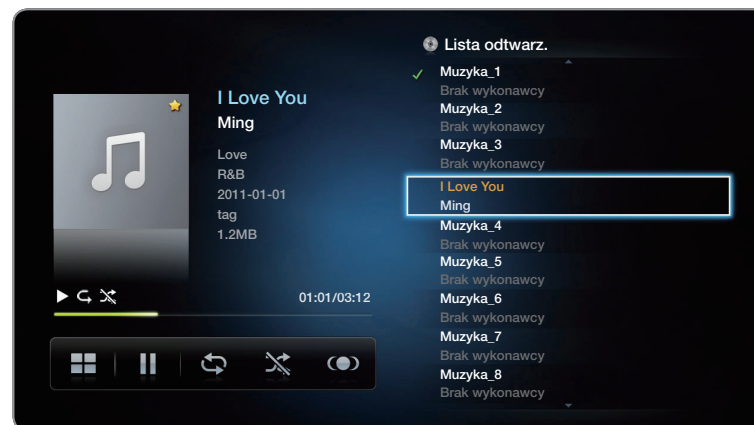 I Love You
Ming
Love
R&B
2011-01-01
tag
1.2MB
01:01/03:12
Lista odtwarz.
Muzyka_1
Brak wykonawcy
Muzyka_2
Brak wykonawcy
Muzyka_3
Brak wykonawcy
I Love You
Ming
Muzyka_4
Brak wykonawcy
Muzyka_5
Brak wykonawcy
Muzyka_6
Brak wykonawcy
Muzyka_7
Brak wykonawcy
Muzyka_8
Brak wykonawcy